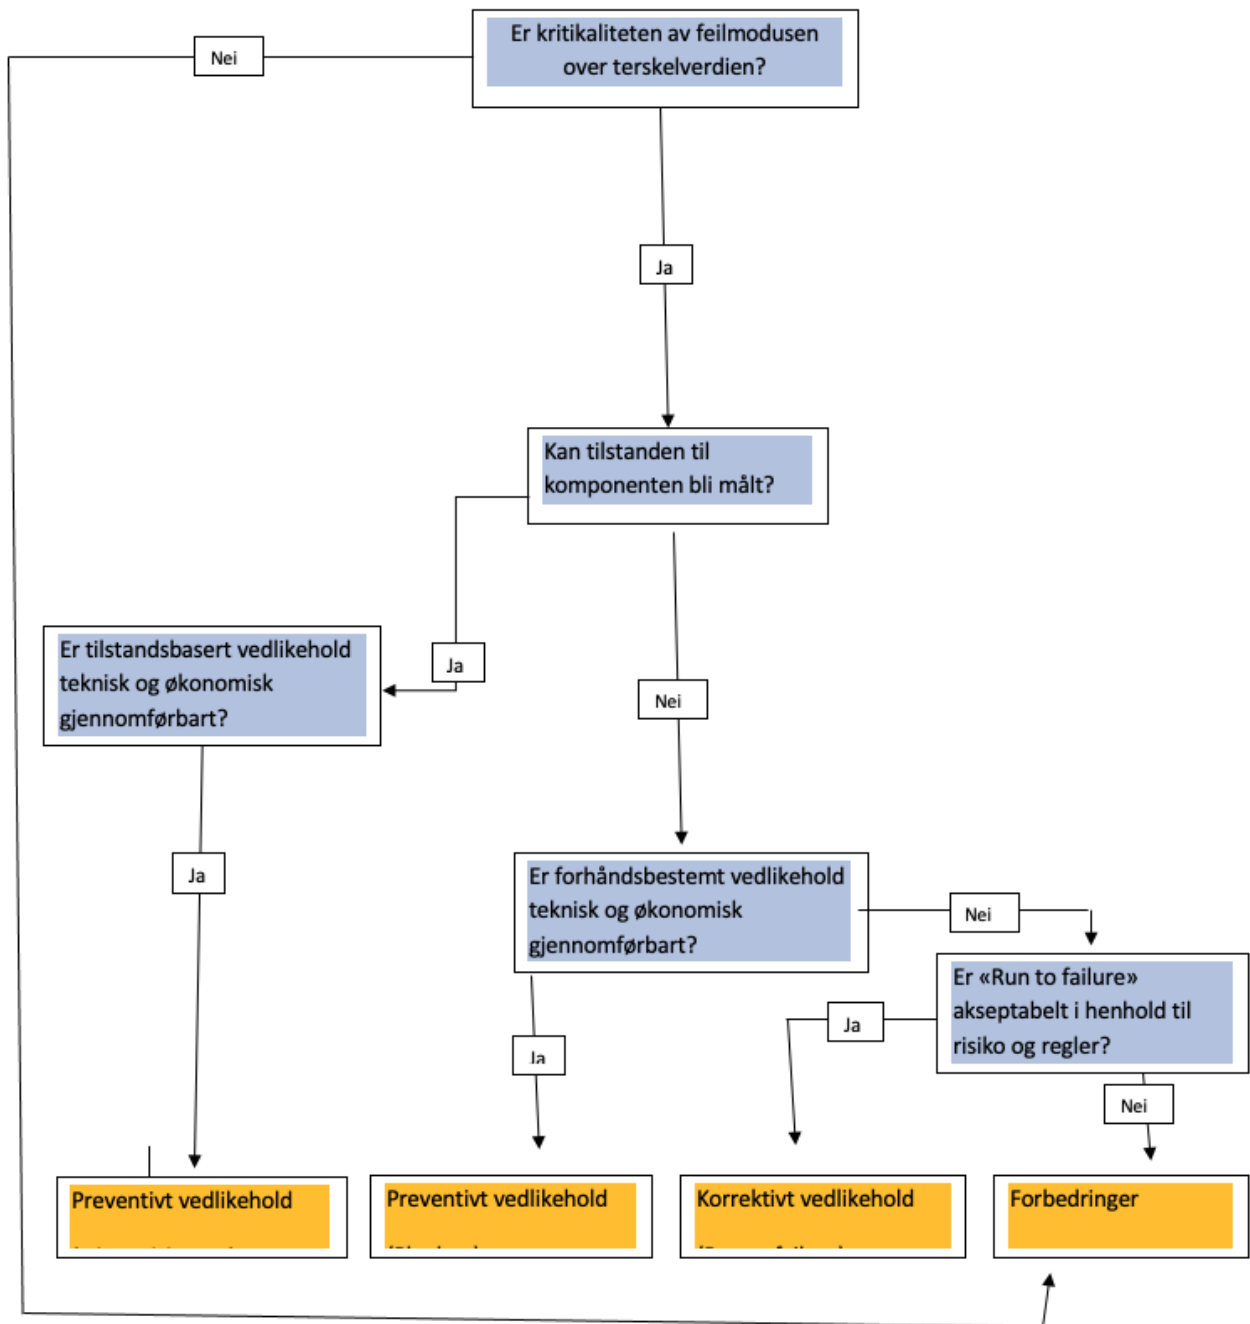 Er kritikaliteten av feilmodusen
over terskelverdien?
Nei
Ja
Kan tilstanden til
komponenten bli målt?
Er tilstandsbasert vedlikehold
teknisk og økonomisk
gjennomførbart?
Ja
Nei
Ja
Er forhåndsbestemt vedlikehold
teknisk og økonomisk
gjennomførbart?
Nei
Er «Run to failure»
akseptabelt i henhold til
risiko og regler?
Ja
Ja
Nei
Preventivt vedlikehold
Preventivt vedlikehold
Korrektivt vedlikehold
Forbedringer